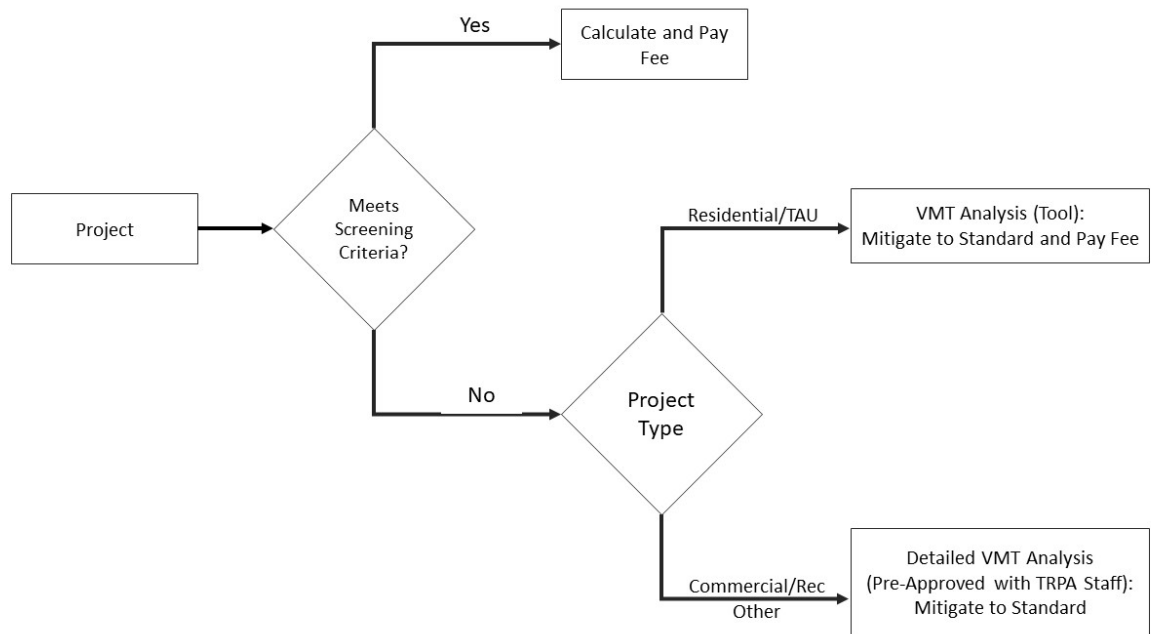 Yes
Calculate and Pay
Fee
Project
Meets
Screening
Criteria?
Residential/TAU
VMT Analysis (Tool):
Mitigate to Standard and Pay Fee
No
Project
Type
Commercial/Rec
Other
Detailed VMT Analysis
(Pre-Approved with TRPA Staff):
Mitigate to Standard